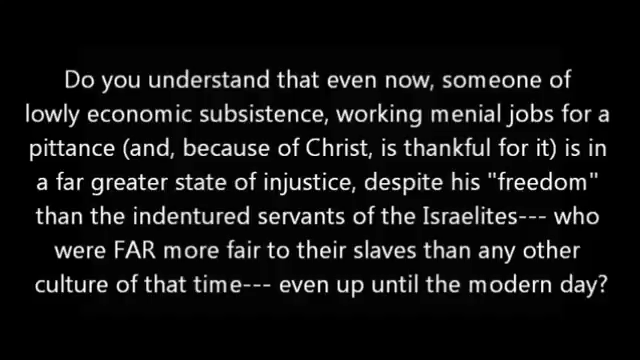 Do you understand that even now, someone of
lowly economic subsistence, working menial jobs for a
pittance (and, because of Christ, is thankful for it) is in
a far greater state of injustice, despite his "freedom"
than the indentured servants of the Israelites--- who
were FAR more fair to their slaves than any other
culture of that time--- even up until the modern day?